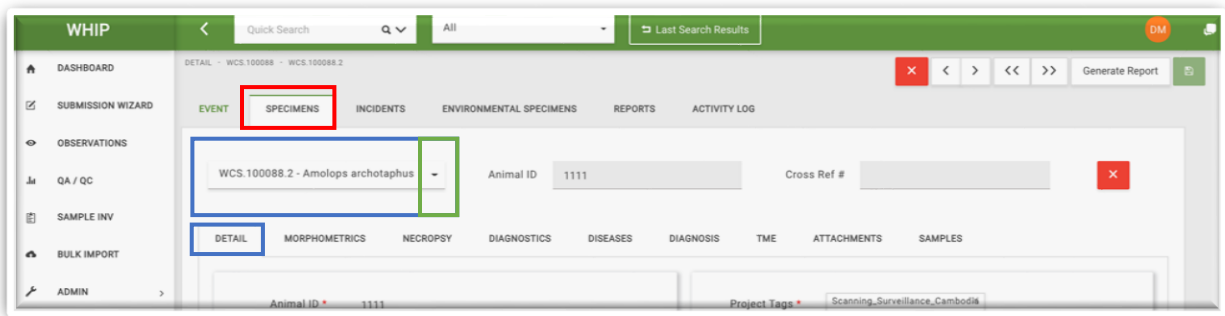 WHIP
Quick Search
All
Last Search Results
DM
DASHBOARD
SUBMISSION WIZARD
OBSERVATIONS
QA / QC
SAMPLE INV
BULK IMPORT
ADMIN
DETAIL - WCS.100088 - WCS.100088.2
Generate Report
EVENT SPECIMENS INCIDENTS ENVIRONMENTAL SPECIMENS REPORTS ACTIVITY LOG
WCS.100088.2 - Amolops archotaphus Animal ID 1111 Cross Ref #
DETAIL MORPHOMETRICS NECROPSY DIAGNOSTICS DISEASES DIAGNOSIS TME ATTACHMENTS SAMPLES
Animal ID * 1111 Project Tags * Scanning_Surveillance_Cambodia